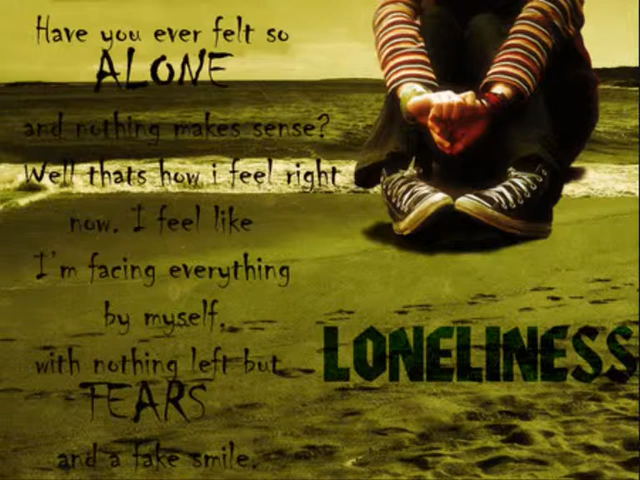 Have you ever felt so
ALONE
and nothing makes sense?
Well thats how i feel right
now. I feel like
I'm facing everything
by myself,
with nothing left but
TEARS
and a fake smile.
LONELINESS